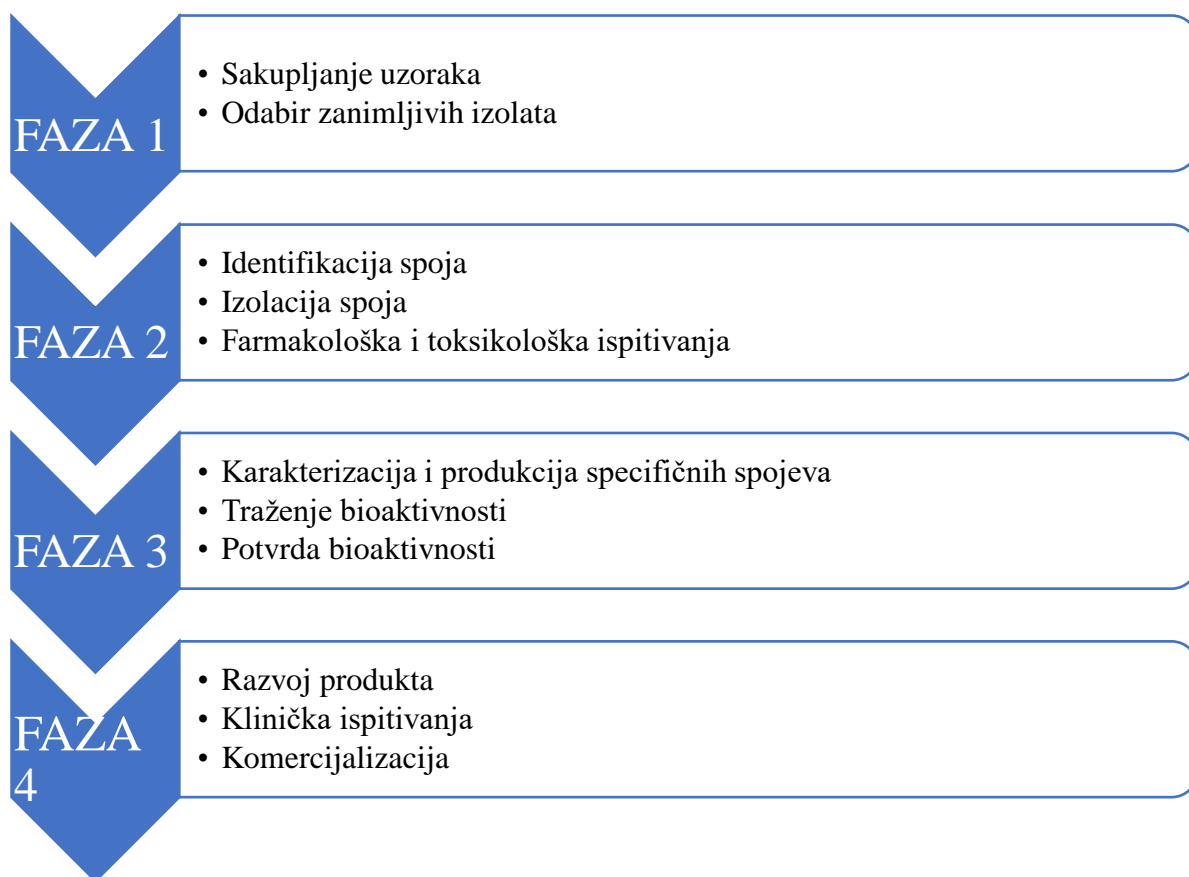 FAZA 1
• Sakupljanje uzoraka
• Odabir zanimljivih izolata
FAZA 2
• Identifikacija spoja
• Izolacija spoja
• Farmakološka i toksikološka ispitivanja
FAZA 3
• Karakterizacija i produkcija specifičnih spojeva
• Traženje bioaktivnosti
• Potvrda bioaktivnosti
FAZA
4
• Razvoj produkta
• Klinička ispitivanja
• Komercijalizacija